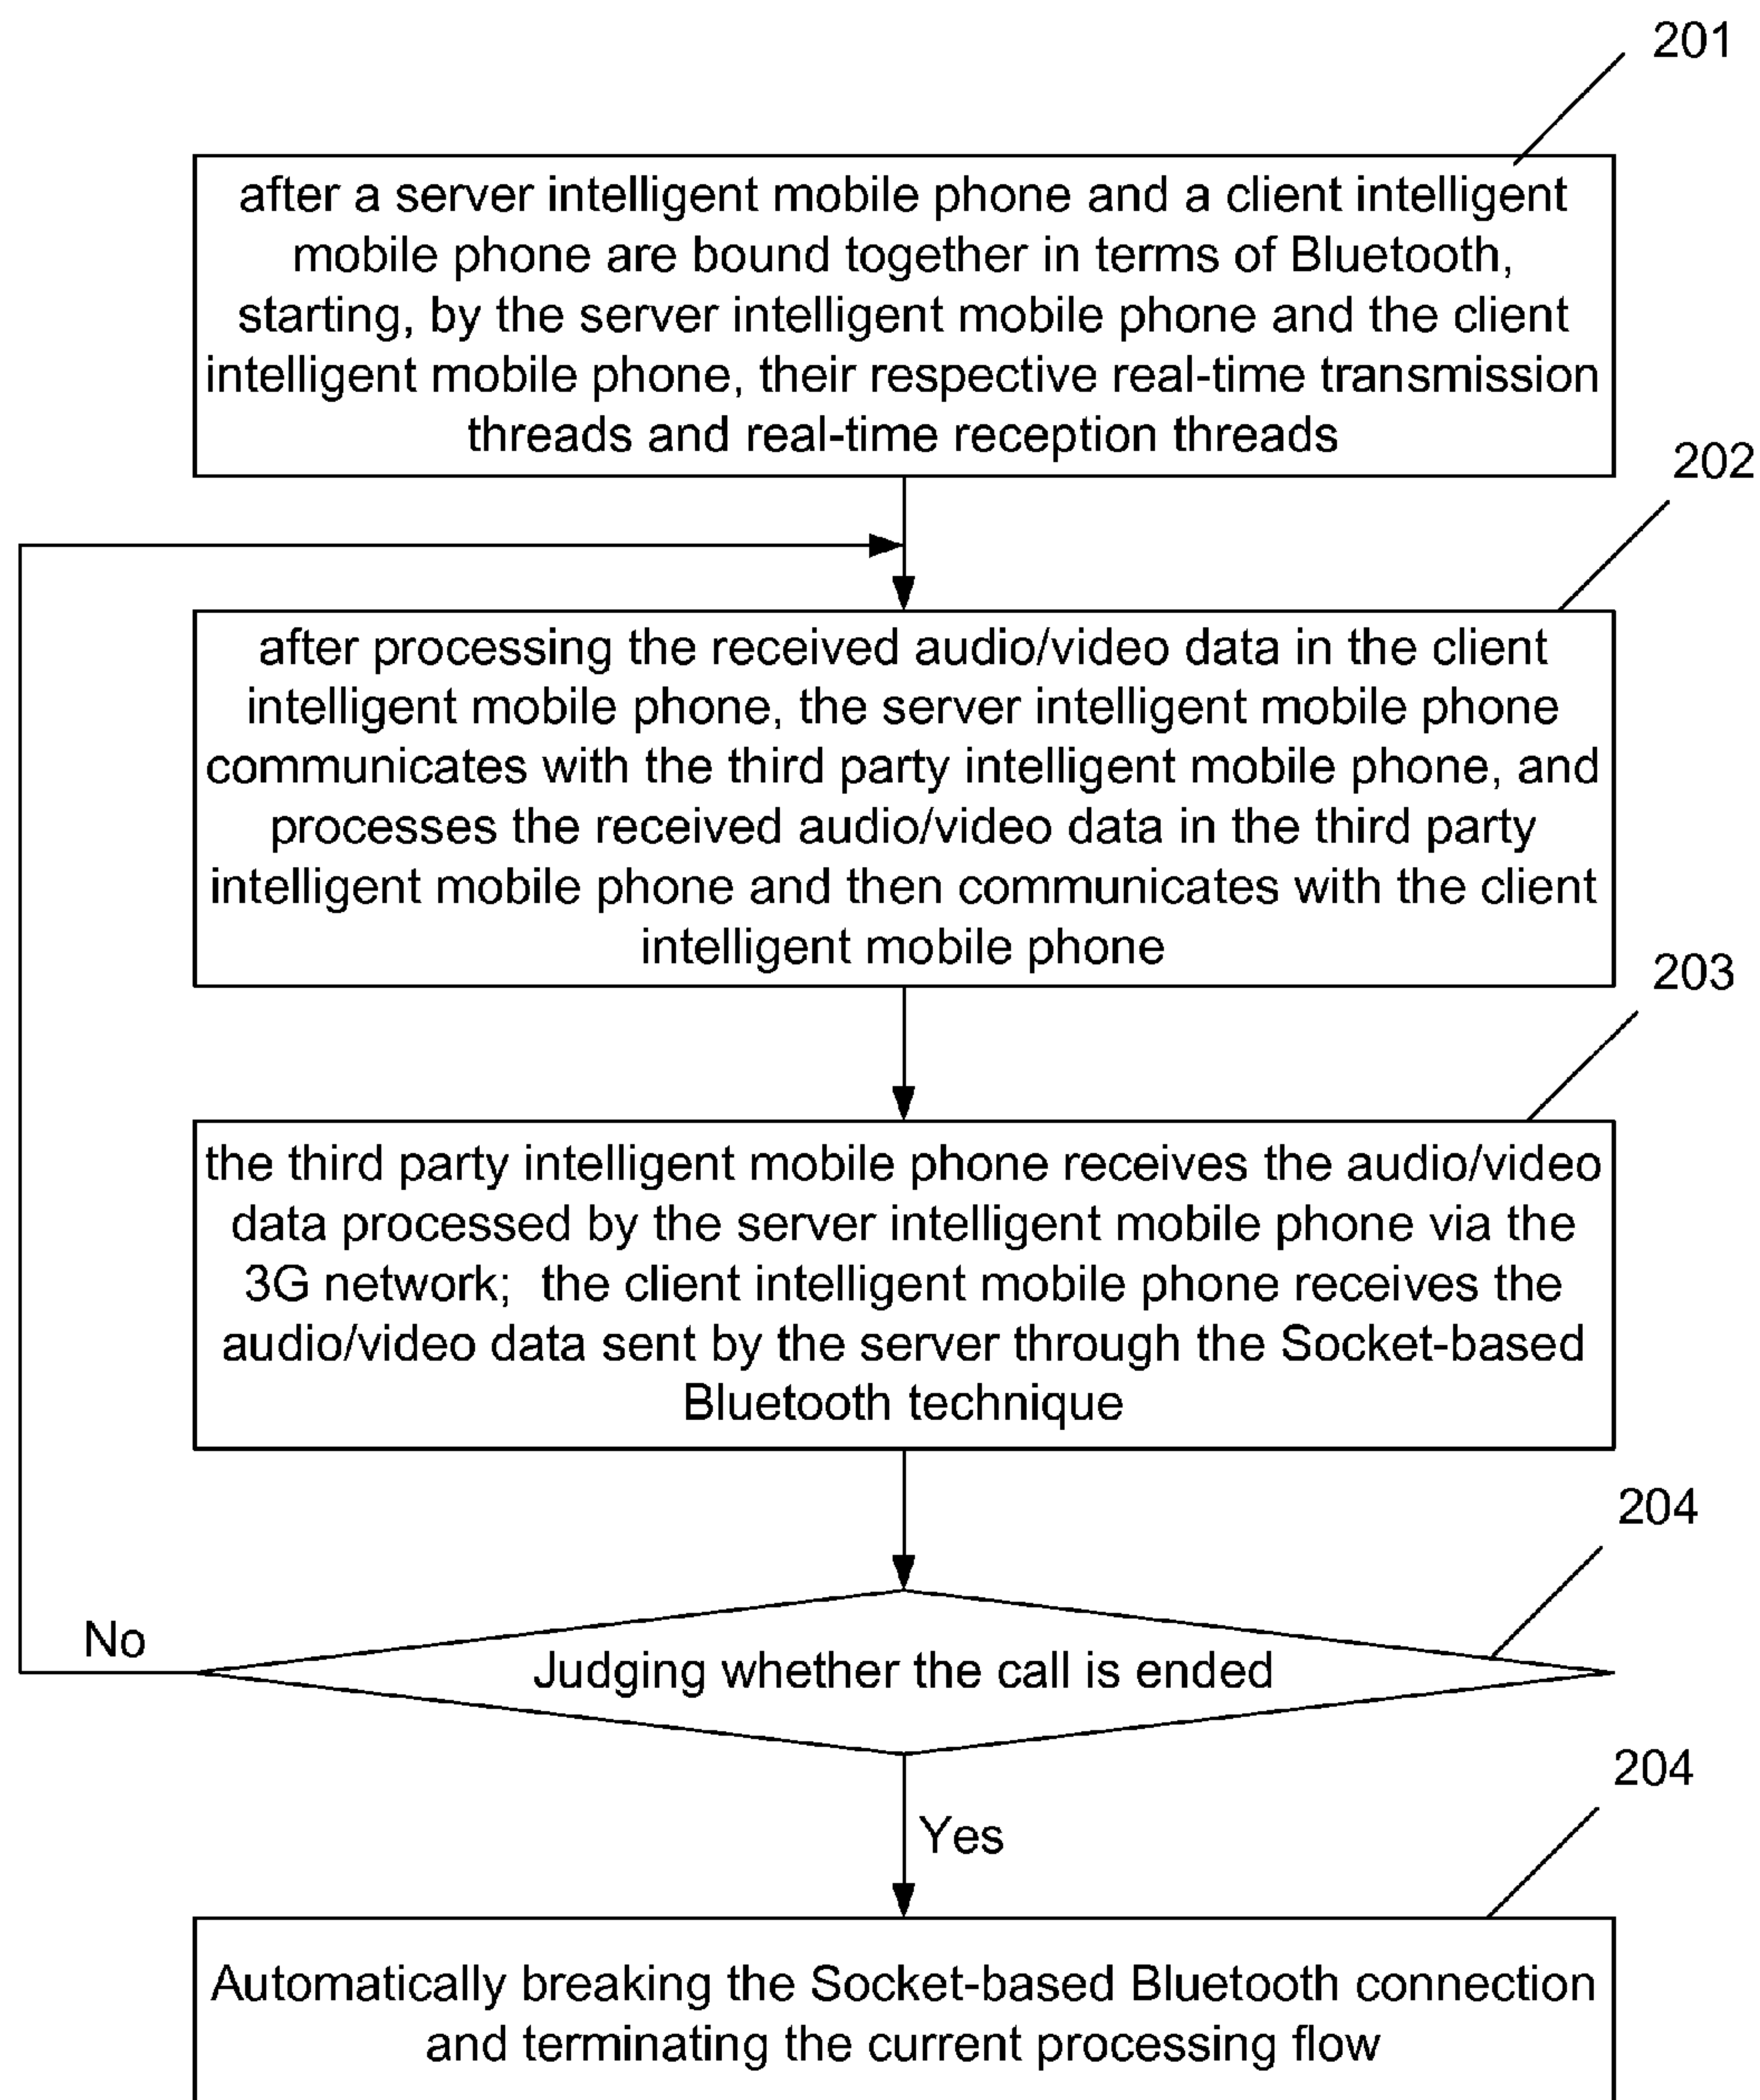 201
after a server intelligent mobile phone and a client intelligent
mobile phone are bound together in terms of Bluetooth,
starting, by the server intelligent mobile phone and the client
intelligent mobile phone, their respective real-time transmission
threads and real-time reception threads
202
after processing the received audio/video data in the client
intelligent mobile phone, the server intelligent mobile phone
communicates with the third party intelligent mobile phone, and
processes the received audio/video data in the third party
intelligent mobile phone and then communicates with the client
intelligent mobile phone
203
the third party intelligent mobile phone receives the audio/video
data processed by the server intelligent mobile phone via the
3G network;  the client intelligent mobile phone receives the
audio/video data sent by the server through the Socket-based
Bluetooth technique
204
No
Judging whether the call is ended
204
Yes
Automatically breaking the Socket-based Bluetooth connection
and terminating the current processing flow